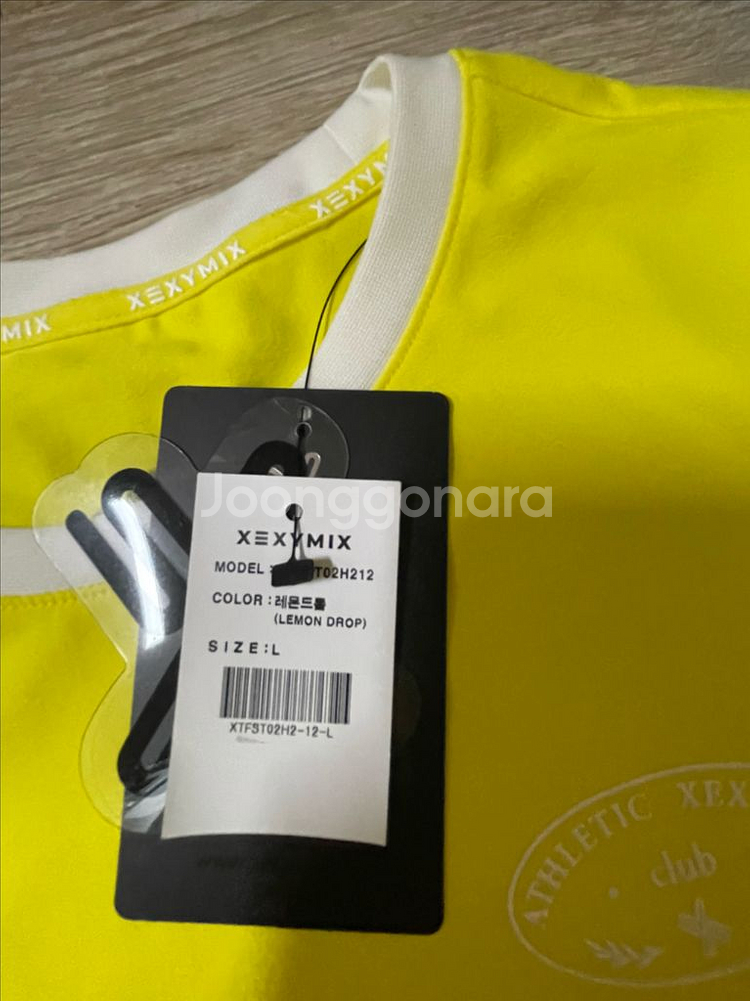 XEXYMIX
XEXYMIX
MIX
Joonggonara
XEXYMIX
MODEL : T02H212
COLOR : 레몬드롭
(LEMON DROP)
SIZE:L
XTFST02H2-12-L
ATHLETIC XEX
club